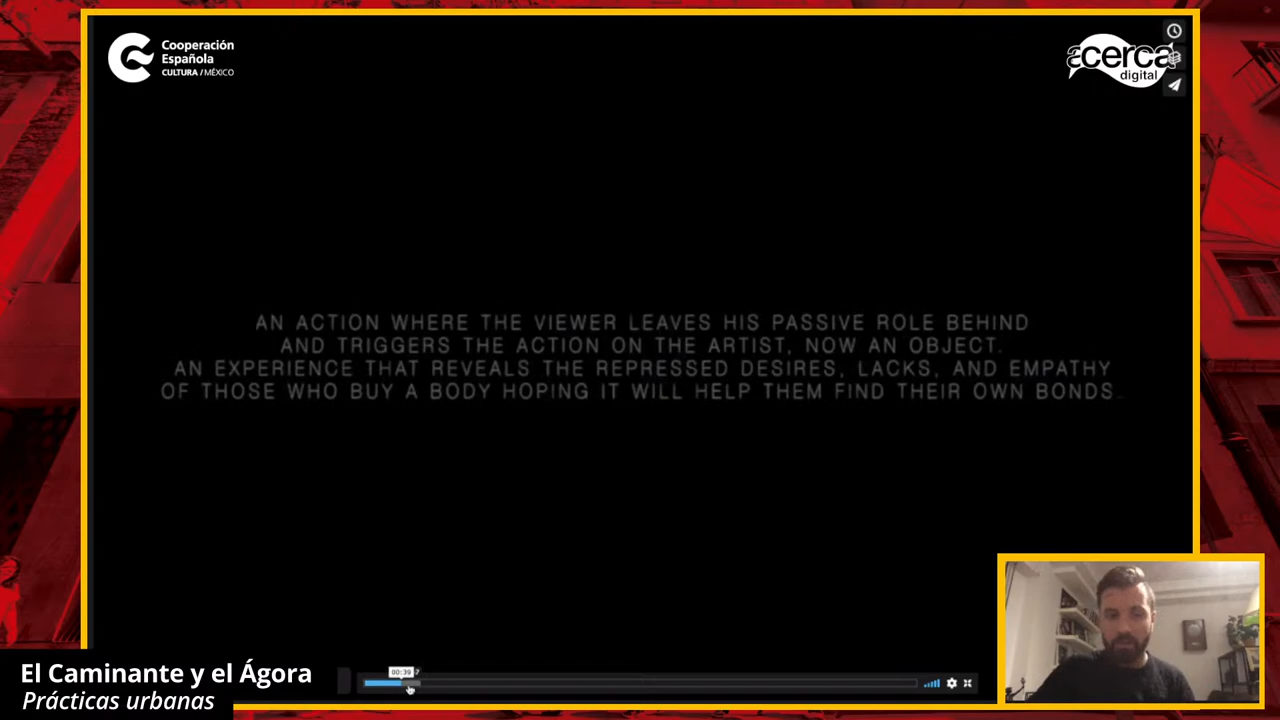 Cooperación
Española
CULTURA / MÉXICO
acerca
digital
AN ACTION WHERE THE VIEWER LEAVES HIS PASSIVE ROLE BEHIND
AND TRIGGERS THE ACTION ON THE ARTIST, NOW AN OBJECT.
AN EXPERIENCE THAT REVEALS THE REPRESSED DESIRES, LACKS, AND EMPATHY
OF THOSE WHO BUY A BODY HOPING IT WILL HELP THEM FIND THEIR OWN BONDS.
00:39
El Caminante y el Ágora
Prácticas urbanas